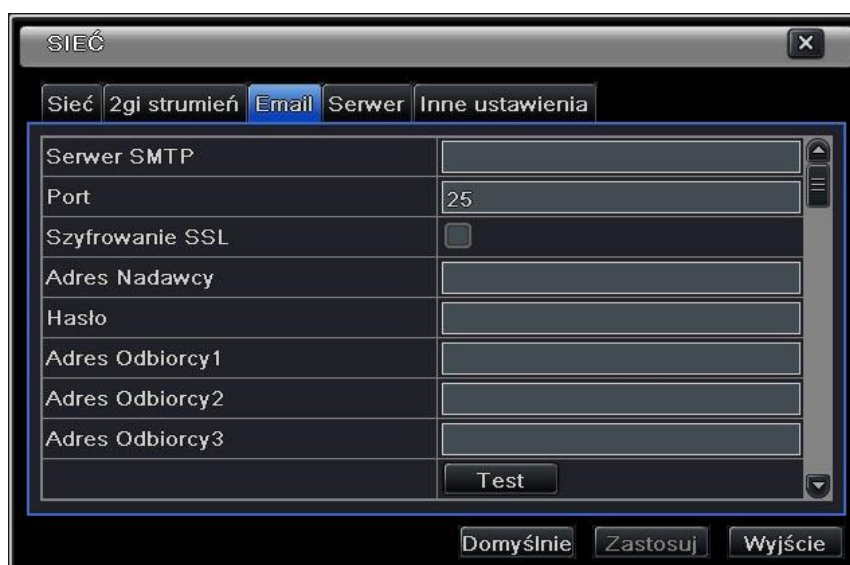 SIEĆ
Sieć 2gi strumień Email Serwer Inne ustawienia
Serwer SMTP
Port 25
Szyfrowanie SSL
Adres Nadawcy
Hasło
Adres Odbiorcy1
Adres Odbiorcy2
Adres Odbiorcy3
Test
Domyślnie Zastosuj Wyjście